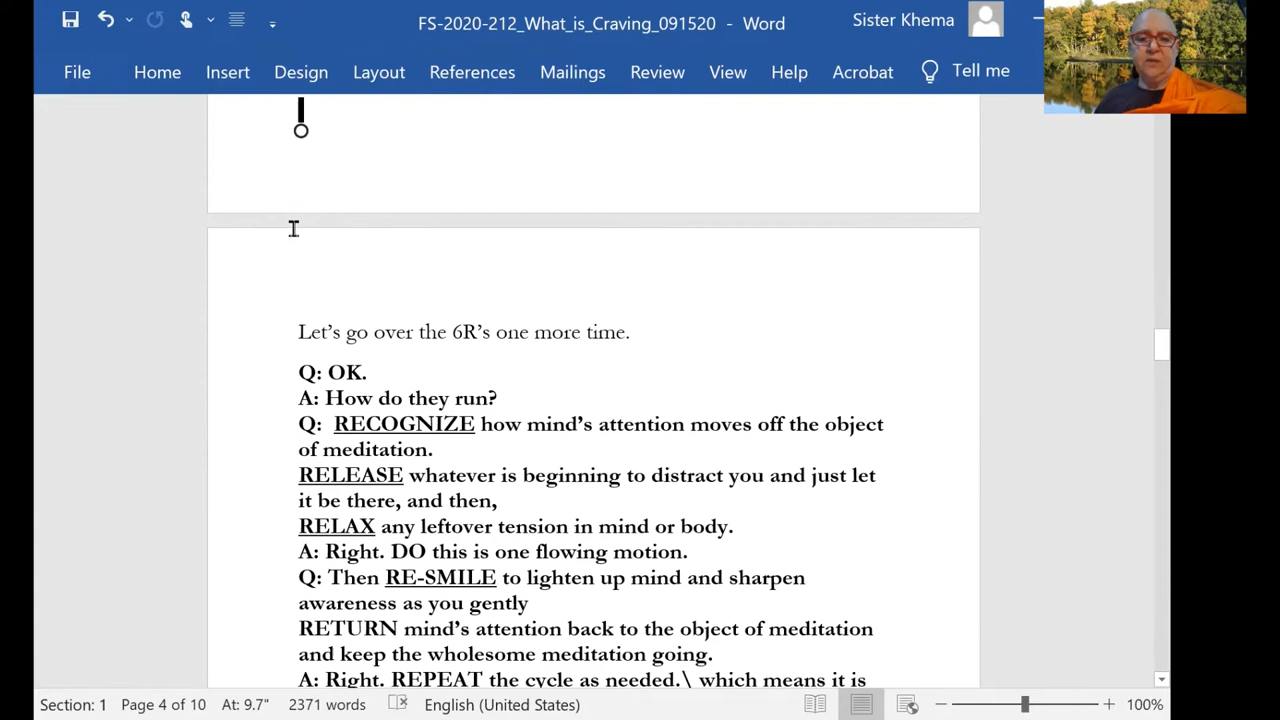 FS-2020-212_What_is_Craving_091520 - Word
Sister Khema
File Home Insert Design Layout References Mailings Review View Help Acrobat Tell me
Let's go over the 6R's one more time.
Q: OK.
A: How do they run?
Q: RECOGNIZE how mind's attention moves off the object
of meditation.
RELEASE whatever is beginning to distract you and just let
it be there, and then,
RELAX any leftover tension in mind or body.
A: Right. DO this is one flowing motion.
Q: Then RE-SMILE to lighten up mind and sharpen
awareness as you gently
RETURN mind's attention back to the object of meditation
and keep the wholesome meditation going.
A: Right. REPEAT the cycle as needed.\ which means it is
Section: 1 Page 4 of 10 At: 9.7" 2371 words English (United States) 100%